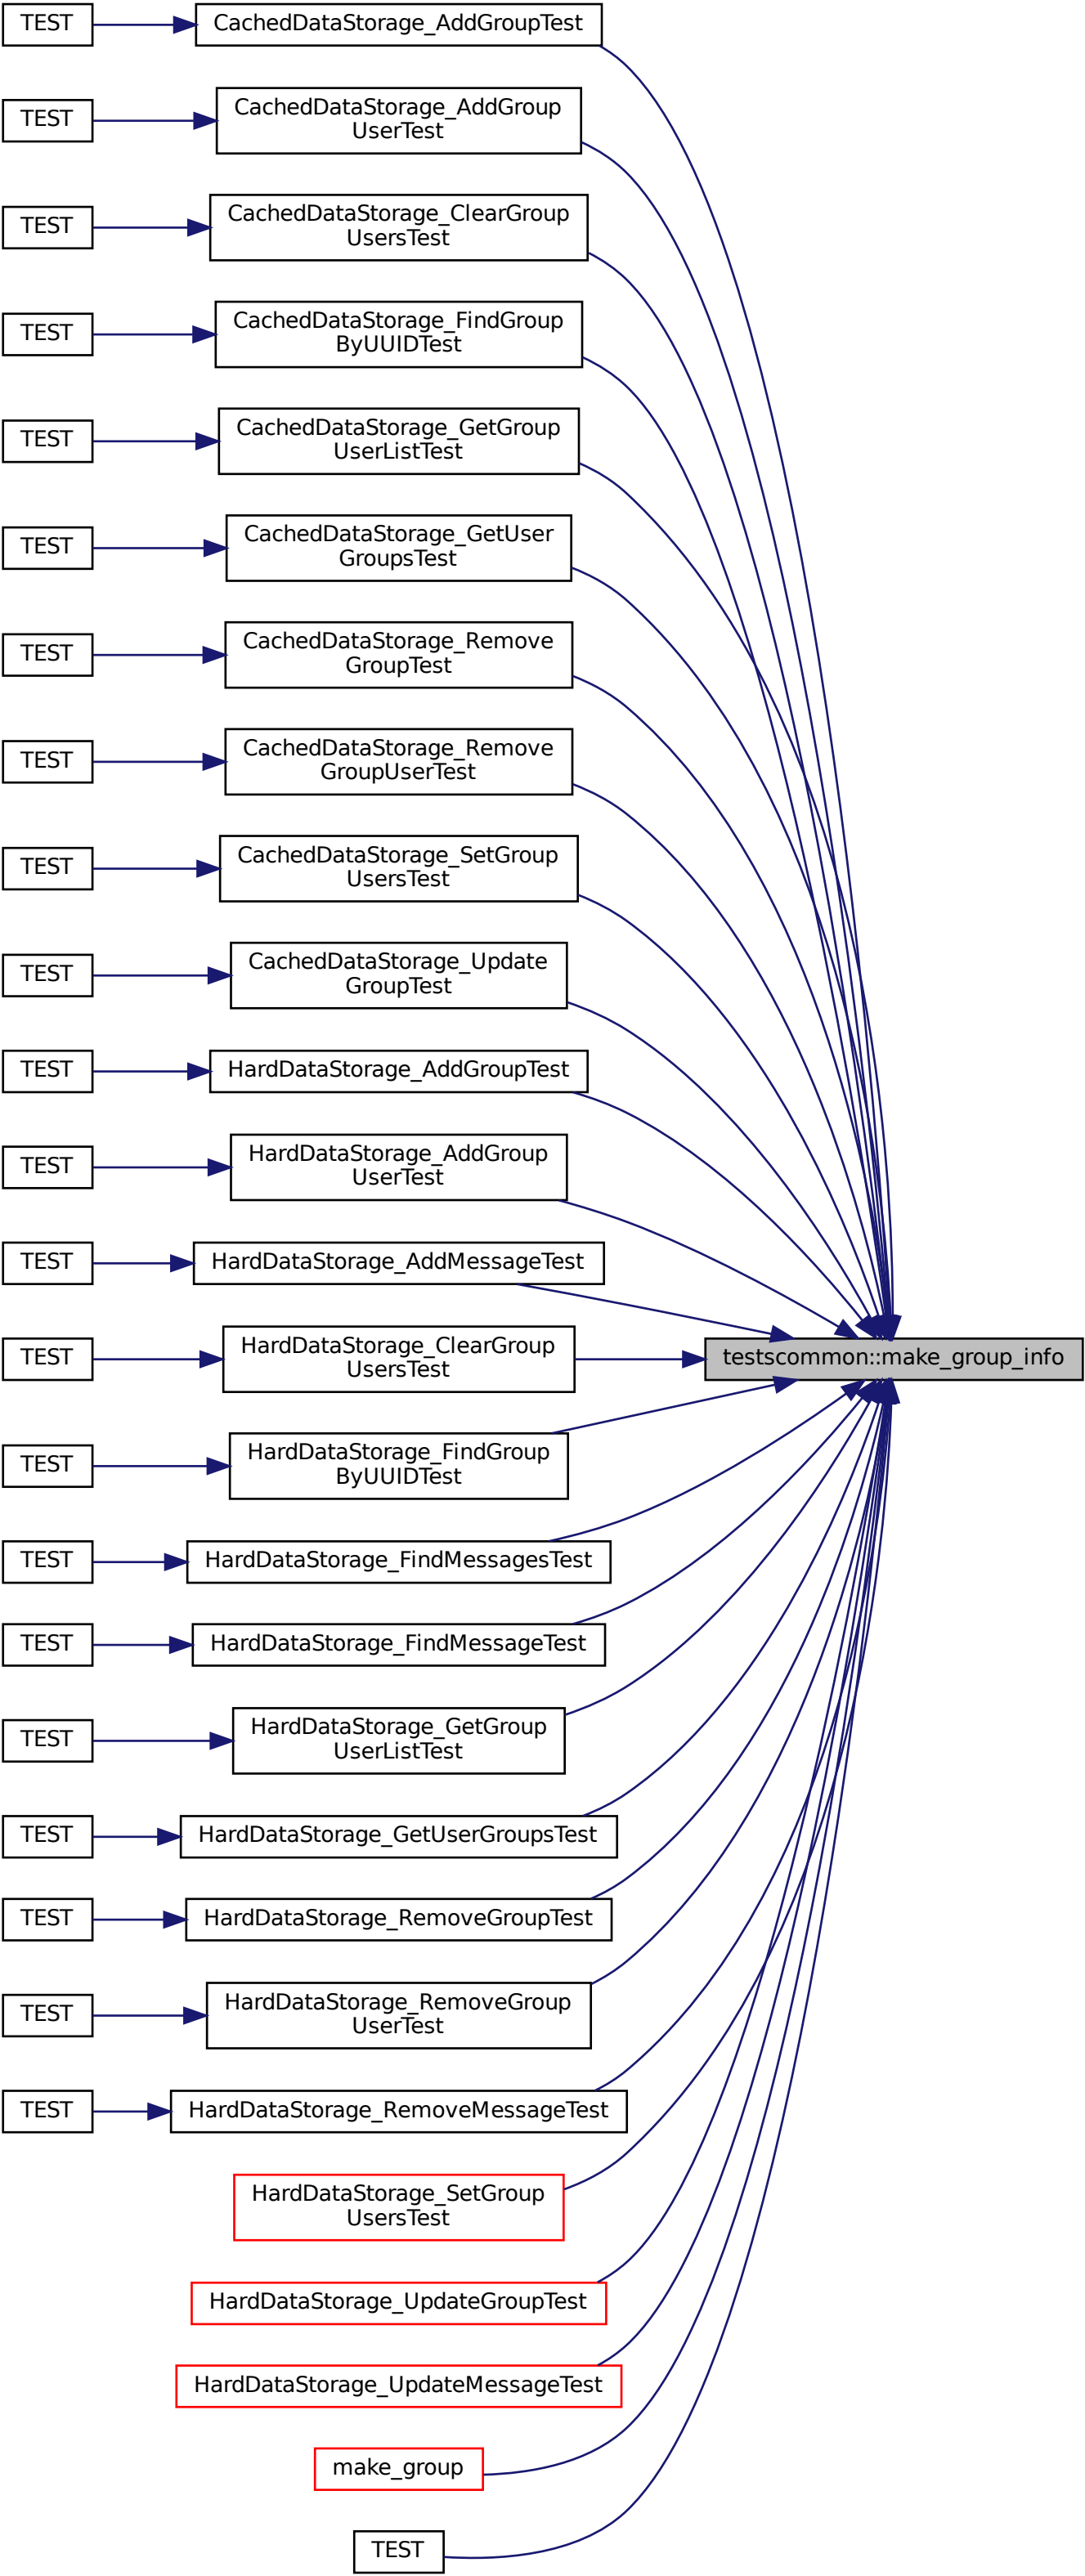 TEST
CachedDataStorage_AddGroupTest
TEST
CachedDataStorage_AddGroup
UserTest
TEST
CachedDataStorage_ClearGroup
UsersTest
TEST
CachedDataStorage_FindGroup
ByUUIDTest
TEST
CachedDataStorage_GetGroup
UserListTest
TEST
CachedDataStorage_GetUser
GroupsTest
TEST
CachedDataStorage_Remove
GroupTest
TEST
CachedDataStorage_Remove
GroupUserTest
TEST
CachedDataStorage_SetGroup
UsersTest
TEST
CachedDataStorage_Update
GroupTest
TEST
HardDataStorage_AddGroupTest
TEST
HardDataStorage_AddGroup
UserTest
TEST
HardDataStorage_AddMessageTest
TEST
HardDataStorage_ClearGroup
UsersTest
testscommon::make_group_info
TEST
HardDataStorage_FindGroup
ByUUIDTest
TEST
HardDataStorage_FindMessagesTest
TEST
HardDataStorage_FindMessageTest
TEST
HardDataStorage_GetGroup
UserListTest
TEST
HardDataStorage_GetUserGroupsTest
TEST
HardDataStorage_RemoveGroupTest
TEST
HardDataStorage_RemoveGroup
UserTest
TEST
HardDataStorage_RemoveMessageTest
HardDataStorage_SetGroup
UsersTest
HardDataStorage_UpdateGroupTest
HardDataStorage_UpdateMessageTest
make_group
TEST